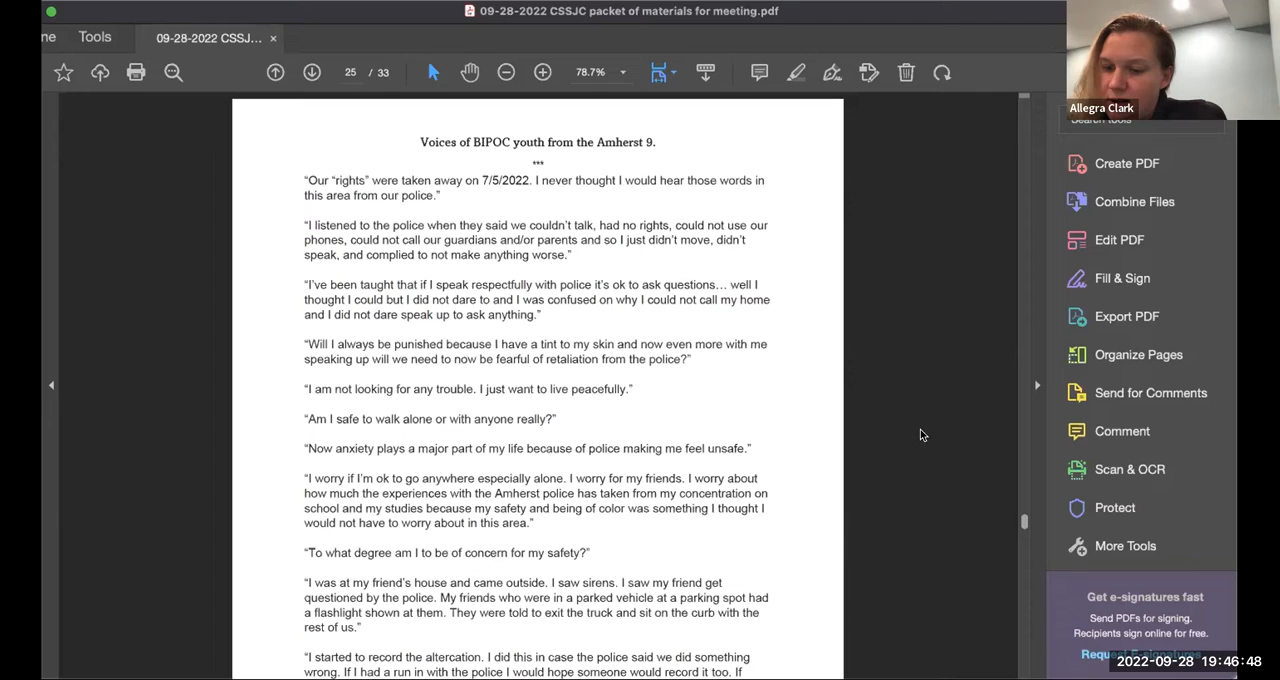 09-28-2022 CSSJC packet of materials for meeting.pdf
ne Tools 09-28-2022 CSSJ... ×
25 / 33 78.7%
Allegra Clark
Search tools
Voices of BIPOC youth from the Amherst 9.
***
“Our “rights” were taken away on 7/5/2022. I never thought I would hear those words in
this area from our police.”
“I listened to the police when they said we couldn’t talk, had no rights, could not use our
phones, could not call our guardians and/or parents and so I just didn’t move, didn’t
speak, and complied to not make anything worse.”
“I’ve been taught that if I speak respectfully with police it’s ok to ask questions… well I
thought I could but I did not dare to and I was confused on why I could not call my home
and I did not dare speak up to ask anything.”
“Will I always be punished because I have a tint to my skin and now even more with me
speaking up will we need to now be fearful of retaliation from the police?”
“I am not looking for any trouble. I just want to live peacefully.”
“Am I safe to walk alone or with anyone really?”
“Now anxiety plays a major part of my life because of police making me feel unsafe.”
“I worry if I’m ok to go anywhere especially alone. I worry for my friends. I worry about
how much the experiences with the Amherst police has taken from my concentration on
school and my studies because my safety and being of color was something I thought I
would not have to worry about in this area.”
“To what degree am I to be of concern for my safety?”
“I was at my friend’s house and came outside. I saw sirens. I saw my friend get
questioned by the police. My friends who were in a parked vehicle at a parking spot had
a flashlight shown at them. They were told to exit the truck and sit on the curb with the
rest of us.”
“I started to record the altercation. I did this in case the police said we did something
wrong. If I had a run in with the police I would hope someone would record it too. If
Create PDF
Combine Files
Edit PDF
Fill & Sign
Export PDF
Organize Pages
Send for Comments
Comment
Scan & OCR
Protect
More Tools
Get e-signatures fast
Send PDFs for signing.
Recipients sign online for free.
Request E-signatures
2022-09-28 19:46:48